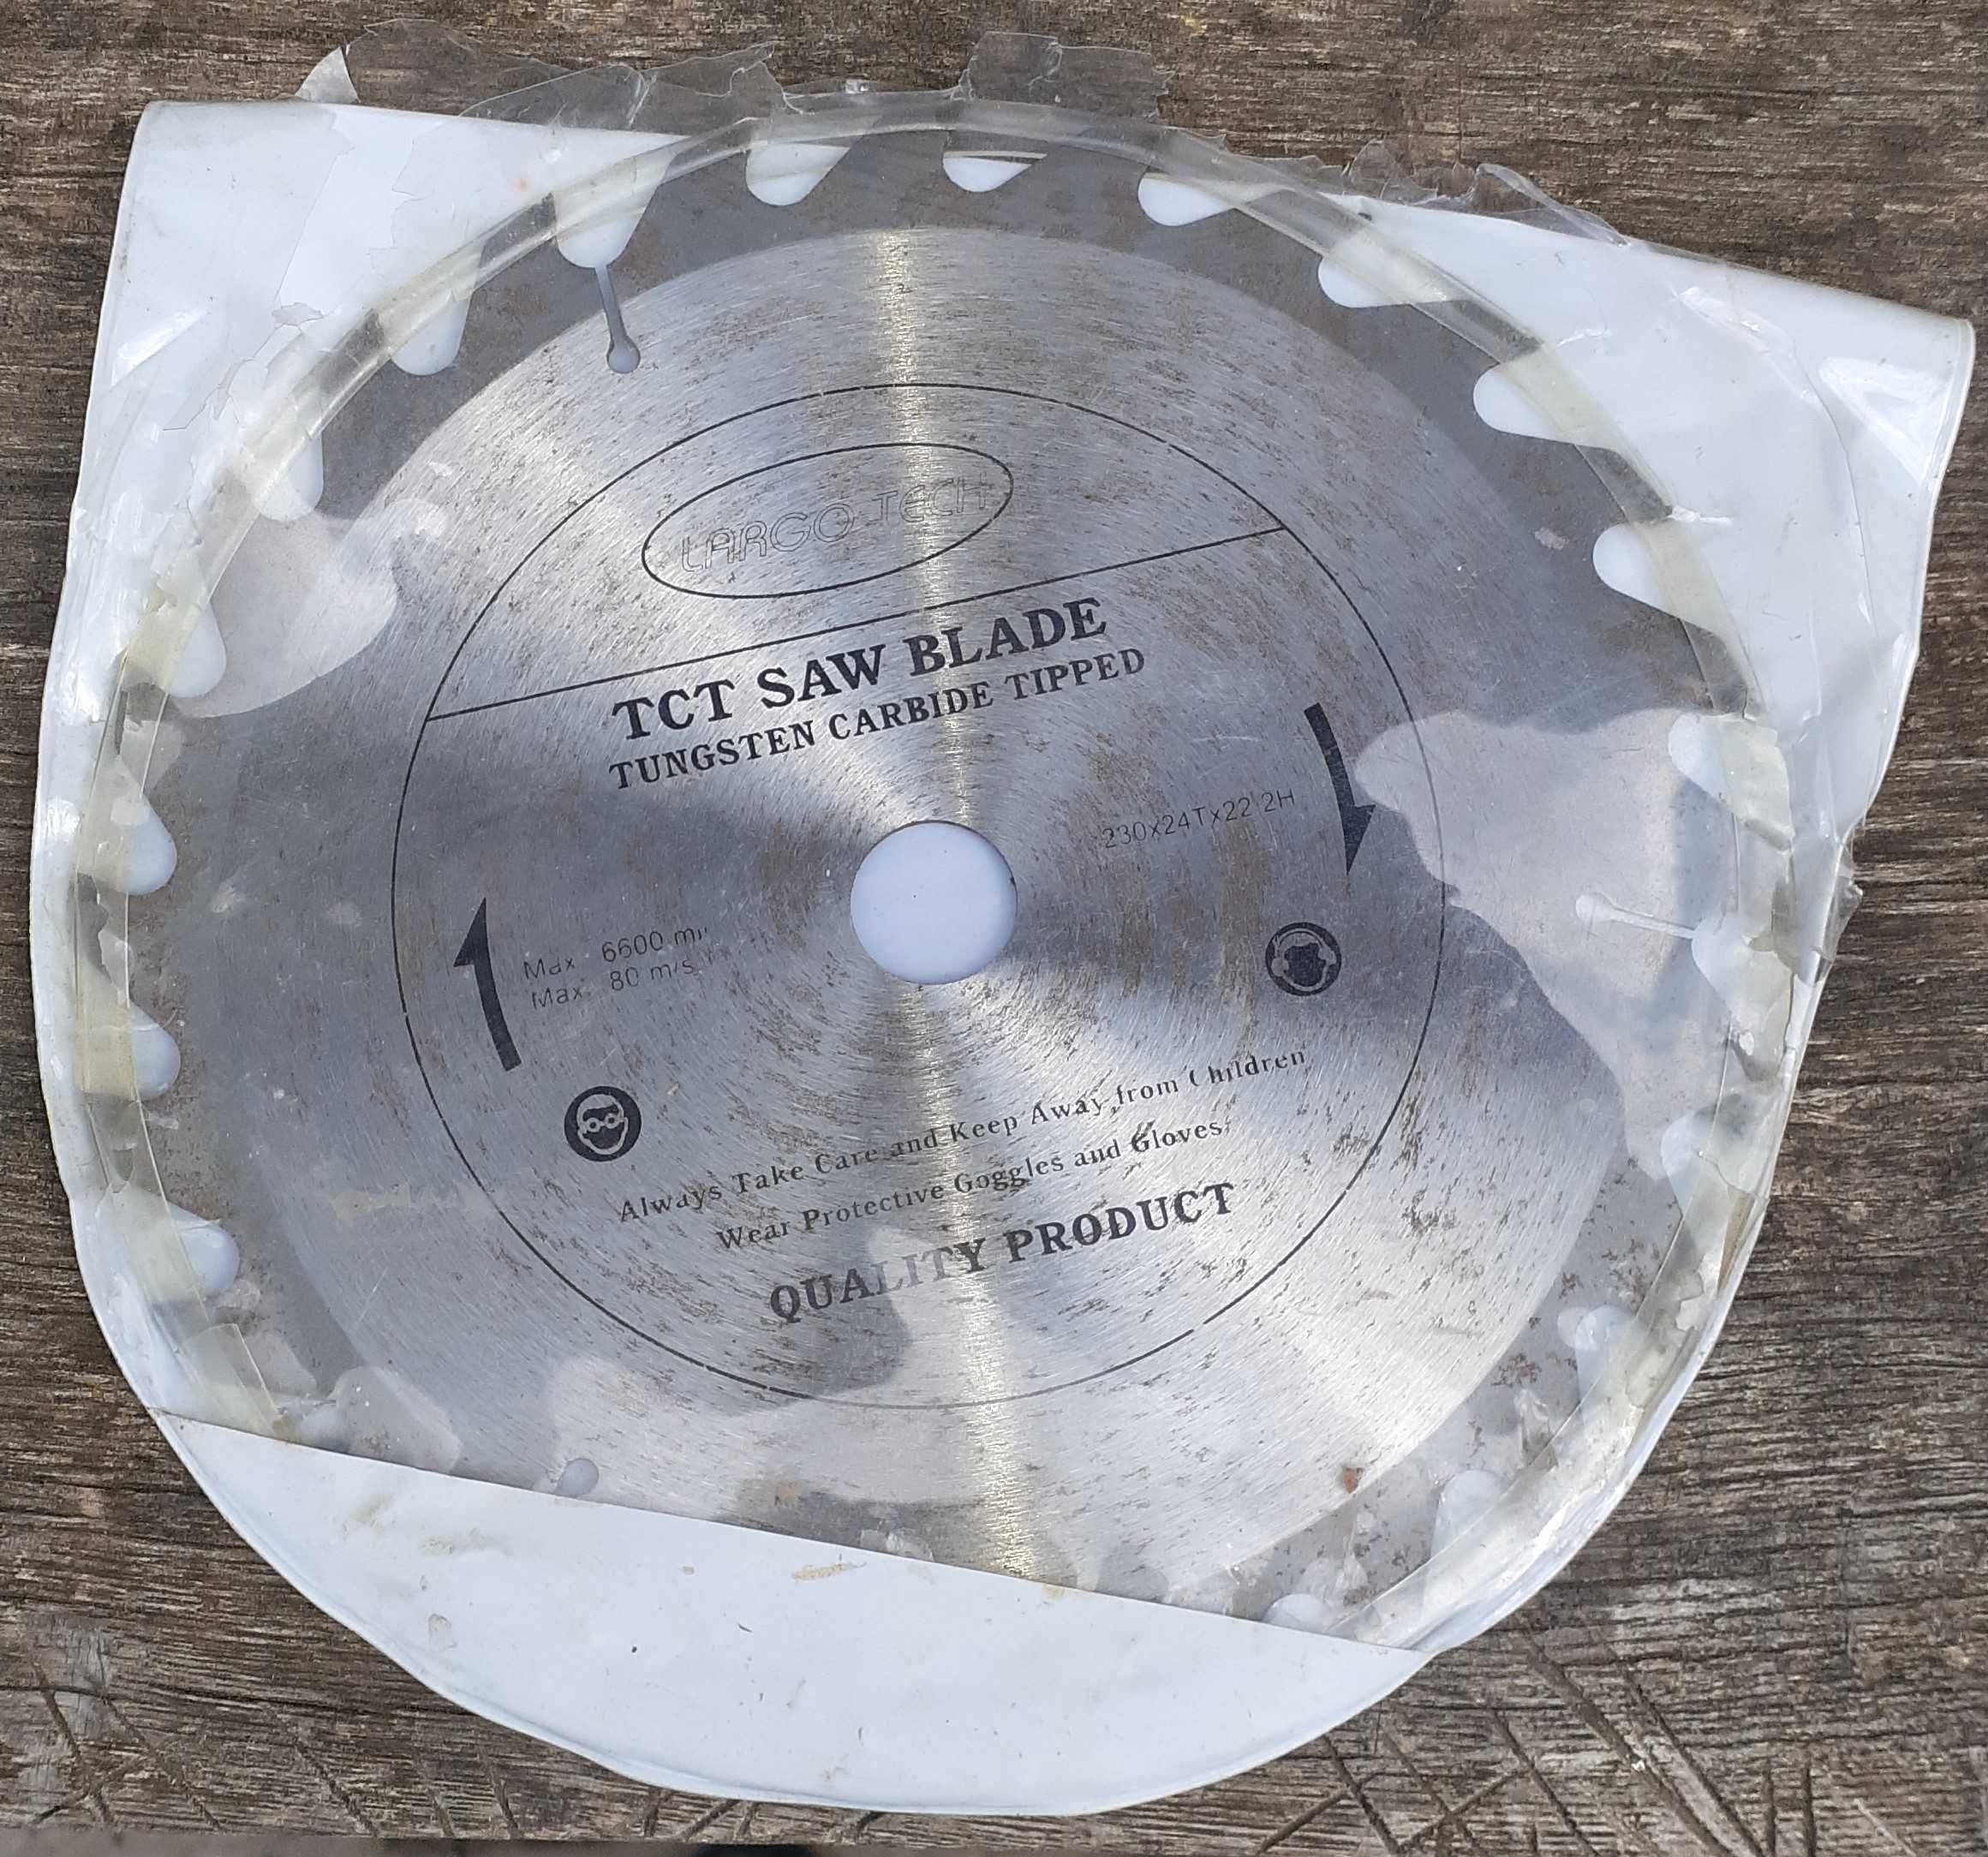 LARGO TECH
TCT SAW BLADE
TUNGSTEN CARBIDE TIPPED
230x24Tx22.2H
Max. 6600
Max. 80 m/s
Always Take Care and Keep Away from Children
Wear Protective Goggles and Gloves
QUALITY PRODUCT